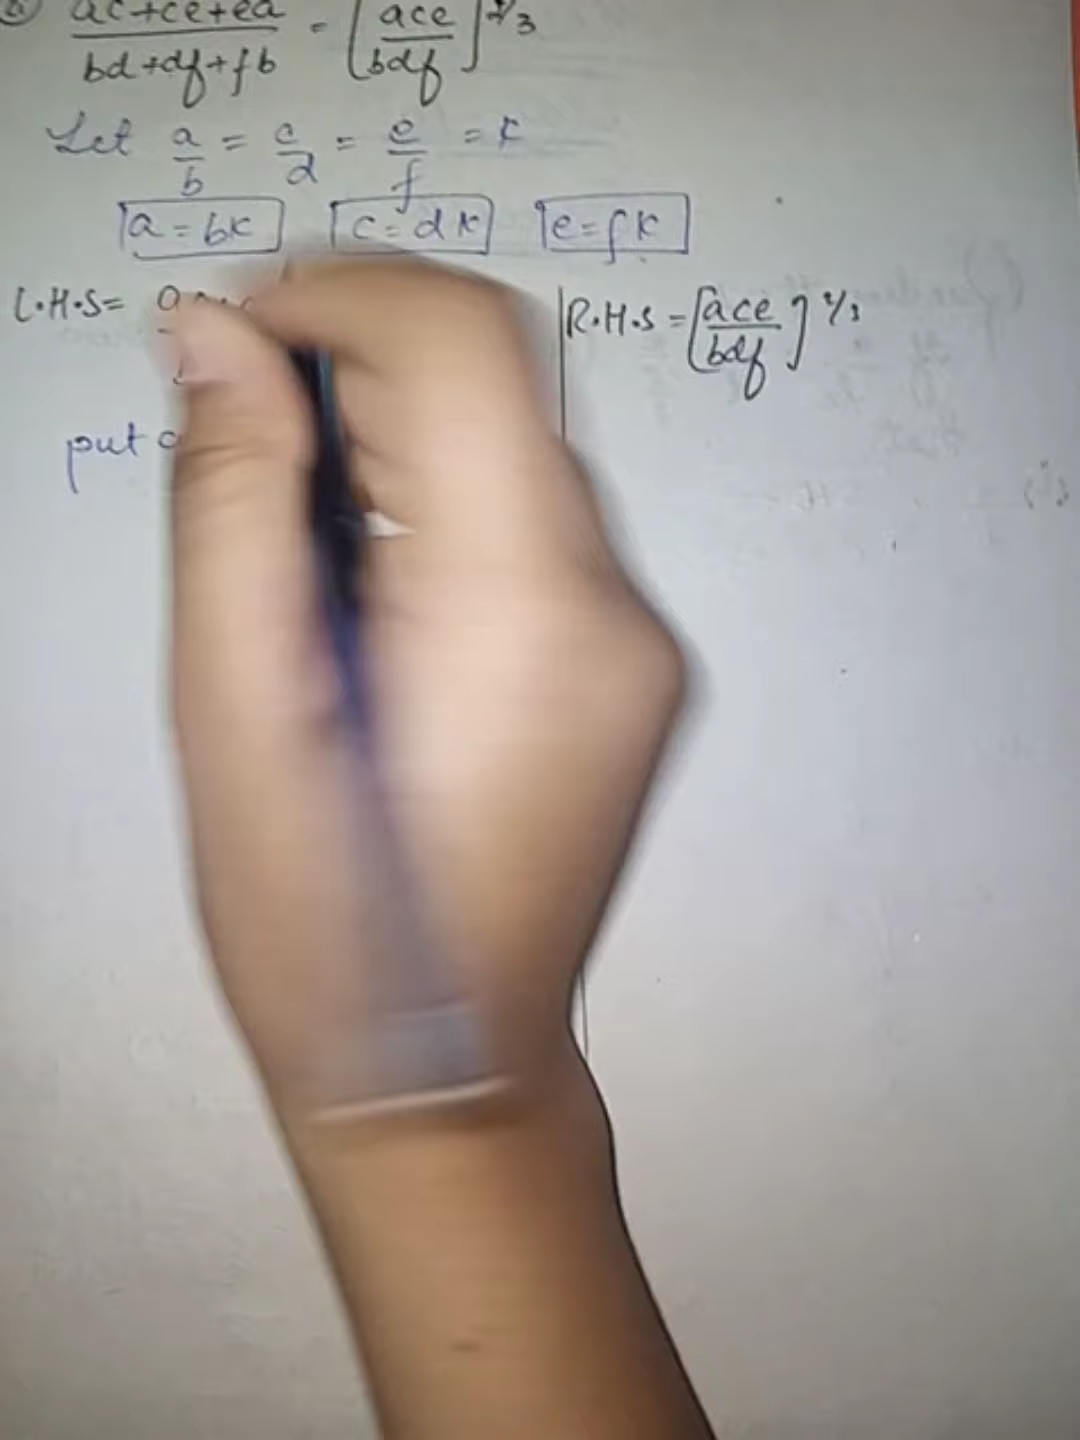 ac+ce+ea / bd+df+fb = [ace / bdf]^2/3
Let a/b = c/d = e/f = k
a = bk c = dk e = fk
L.H.S =
R.H.S = [ace / bdf]^2/3
put